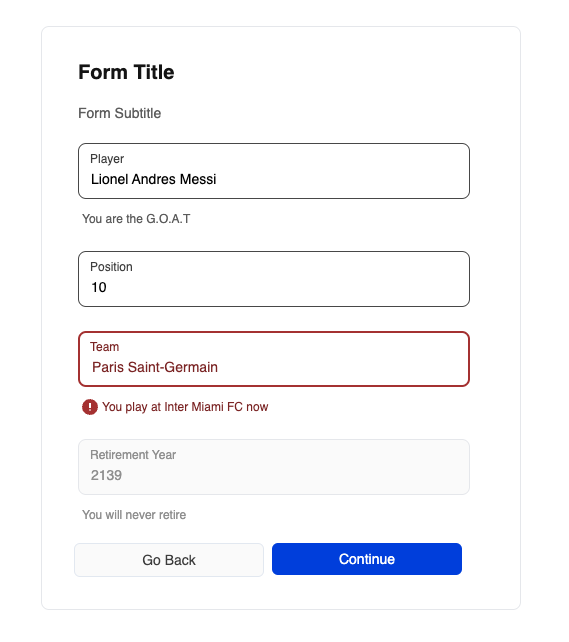 Form Title
Form Subtitle
Player
Lionel Andres Messi
You are the G.O.A.T
Position
10
Team
Paris Saint-Germain
You play at Inter Miami FC now
Retirement Year
2139
You will never retire
Go Back
Continue